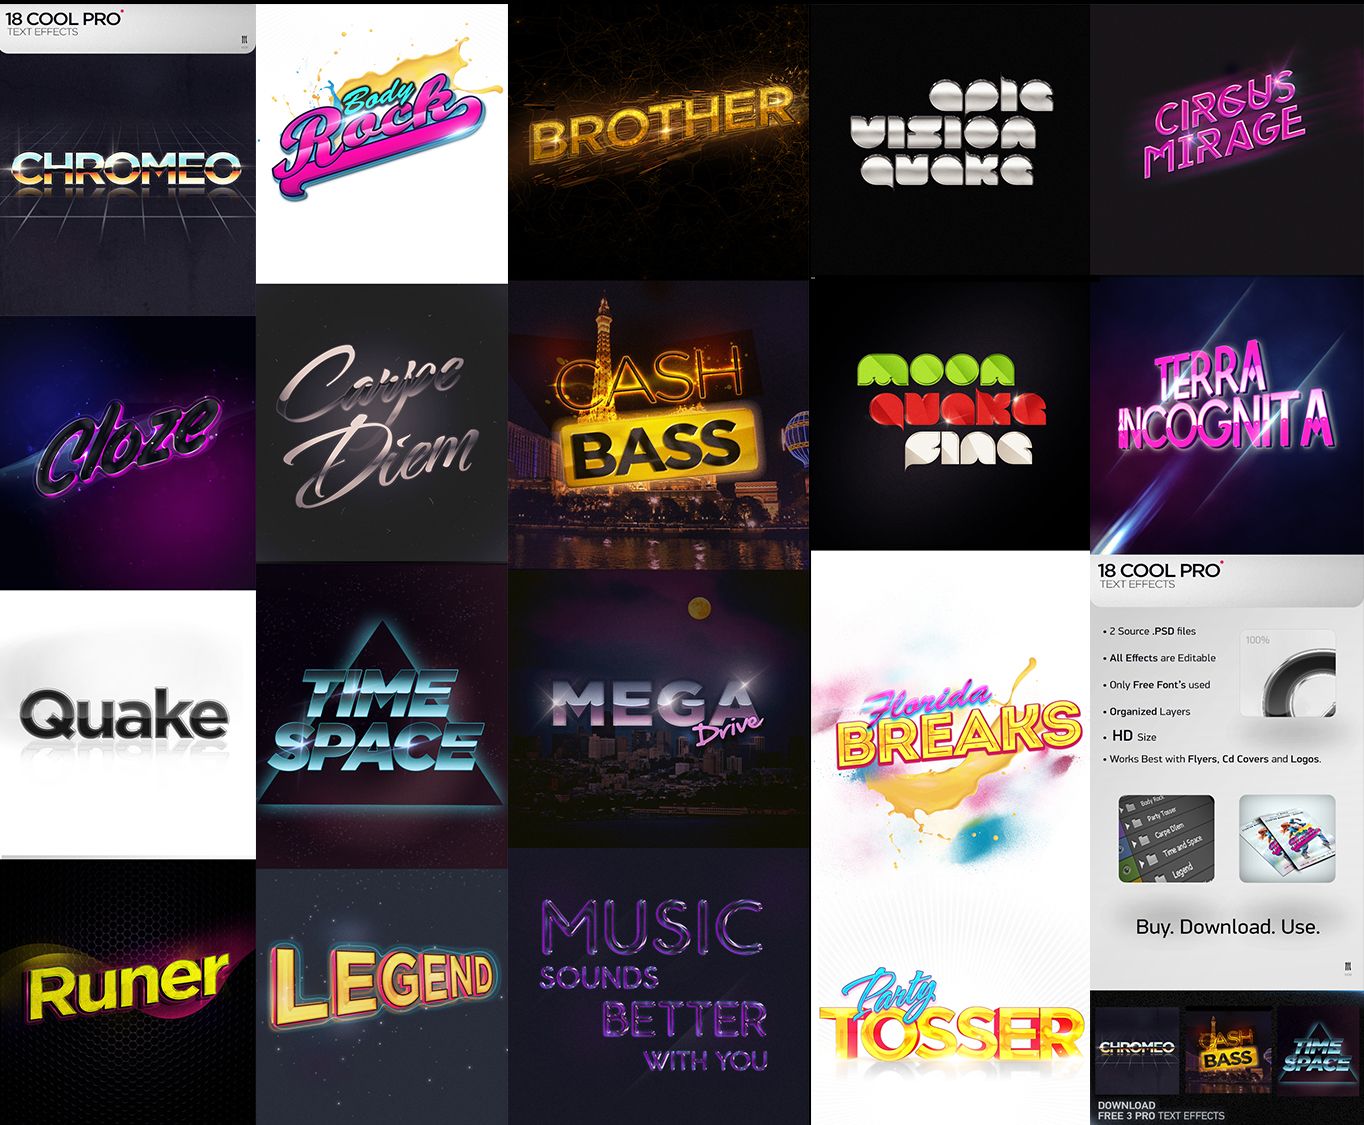 18 COOL PRO
TEXT EFFECTS
CHROMEO
Body
Rock
BROTHER
EPIC
VISION
QUAKE
CIRCUS
MIRAGE
Cloze
Carpe
Diem
CASH
BASS
MOON
QUAKE
FINC
TERRA
INCOGNITA
Quake
TIME
SPACE
MEGA
Drive
Florida
BREAKS
18 COOL PRO
TEXT EFFECTS
• 2 Source .PSD files
• All Effects are Editable
• Only Free Font's used
• Organized Layers
• HD Size
• Works Best with Flyers, Cd Covers and Logos.
100%
Body Rock
Party Tosser
Carpe Diem
Time and Space
Legend
Buy. Download. Use.
Runer
LEGEND
MUSIC
SOUNDS
BETTER
WITH YOU
Party
TOSSER
CHROMEO
CASH
BASS
TIME
SPACE
DOWNLOAD
FREE 3 PRO TEXT EFFECTS